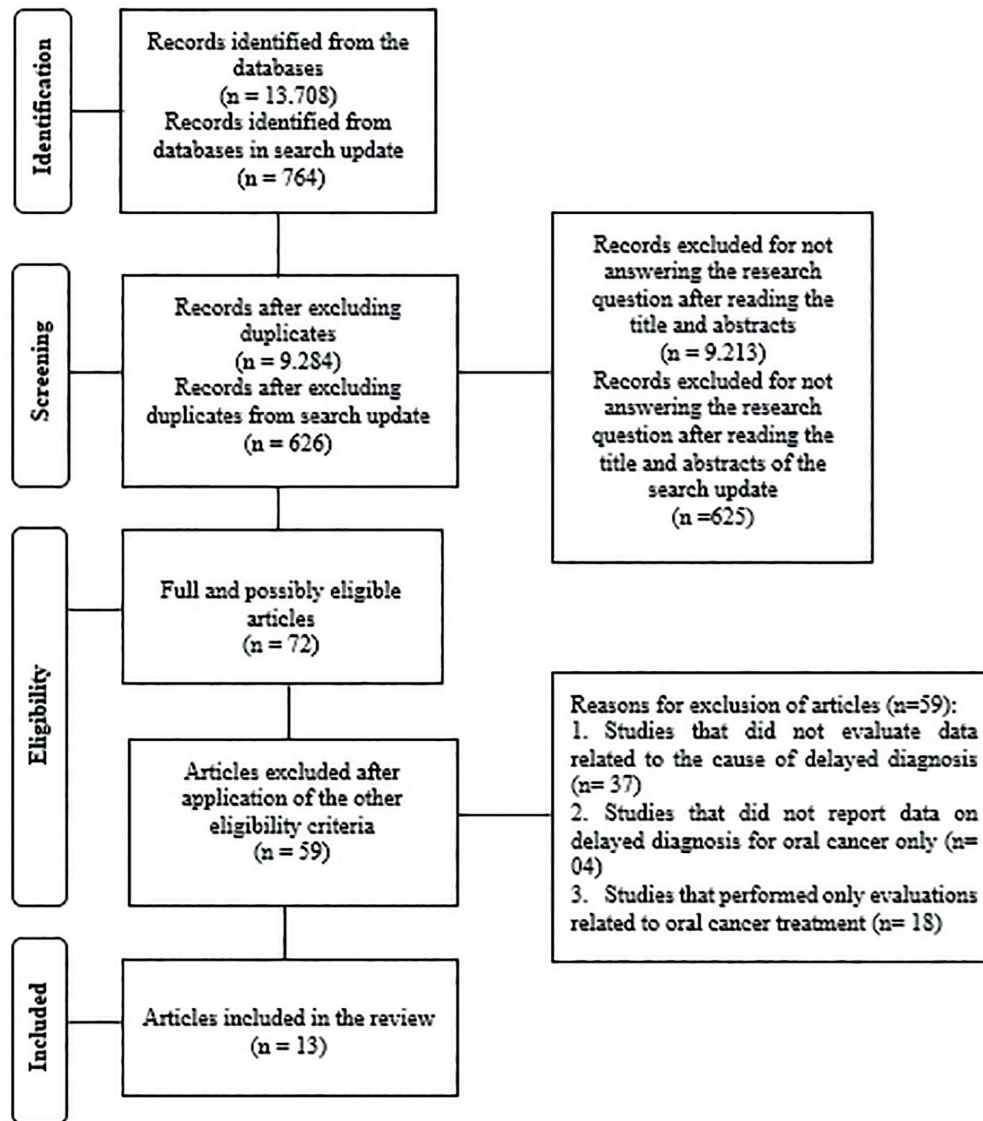 Identification
Records identified from the
databases
(n = 13.708)
Records identified from
databases in search update
(n = 764)
Screening
Records after excluding
duplicates
(n = 9.284)
Records after excluding
duplicates from search update
(n = 626)
Records excluded for not
answering the research
question after reading the
title and abstracts
(n = 9.213)
Records excluded for not
answering the research
question after reading the
title and abstracts of the
search update
(n =625)
Eligibility
Full and possibly eligible
articles
(n = 72)
Articles excluded after
application of the other
eligibility criteria
(n = 59)
Reasons for exclusion of articles (n=59):
1. Studies that did not evaluate data
related to the cause of delayed diagnosis
(n= 37)
2. Studies that did not report data on
delayed diagnosis for oral cancer only (n=
04)
3. Studies that performed only evaluations
related to oral cancer treatment (n= 18)
Included
Articles included in the review
(n = 13)